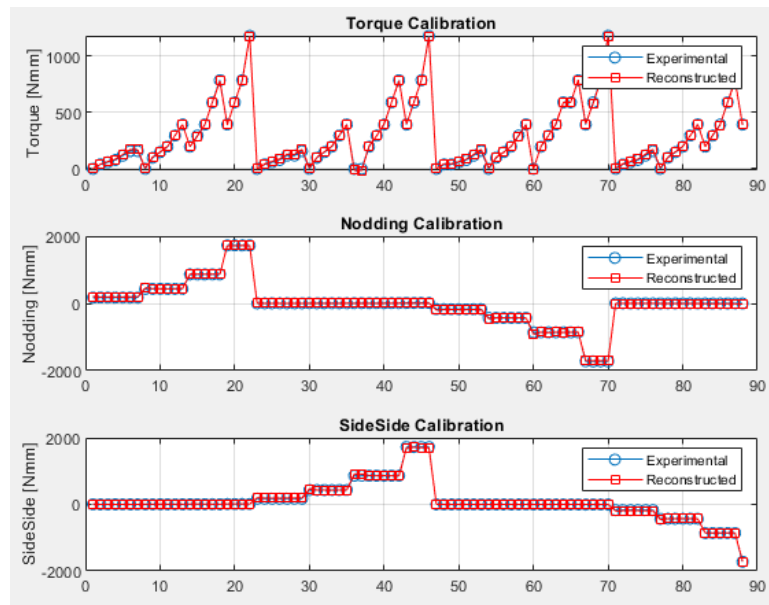 Torque Calibration
Torque [Nmm]
1000
500
0
Experimental
Reconstructed
0 10 20 30 40 50 60 70 80 90
Nodding Calibration
Nodding [Nmm]
2000
0
-2000
Experimental
Reconstructed
0 10 20 30 40 50 60 70 80 90
SideSide Calibration
SideSide [Nmm]
2000
0
-2000
Experimental
Reconstructed
0 10 20 30 40 50 60 70 80 90